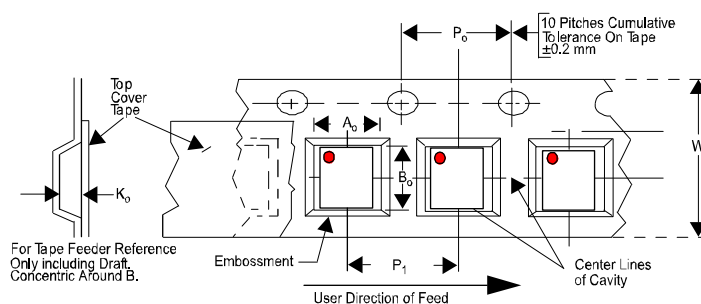 10 Pitches Cumulative
Tolerance On Tape
±0.2 mm
Po
Top
Cover
Tape
Ao
W
Bo
Ko
For Tape Feeder Reference
Only including Draft.
Concentric Around B.
Embossment
P1
Center Lines
of Cavity
User Direction of Feed